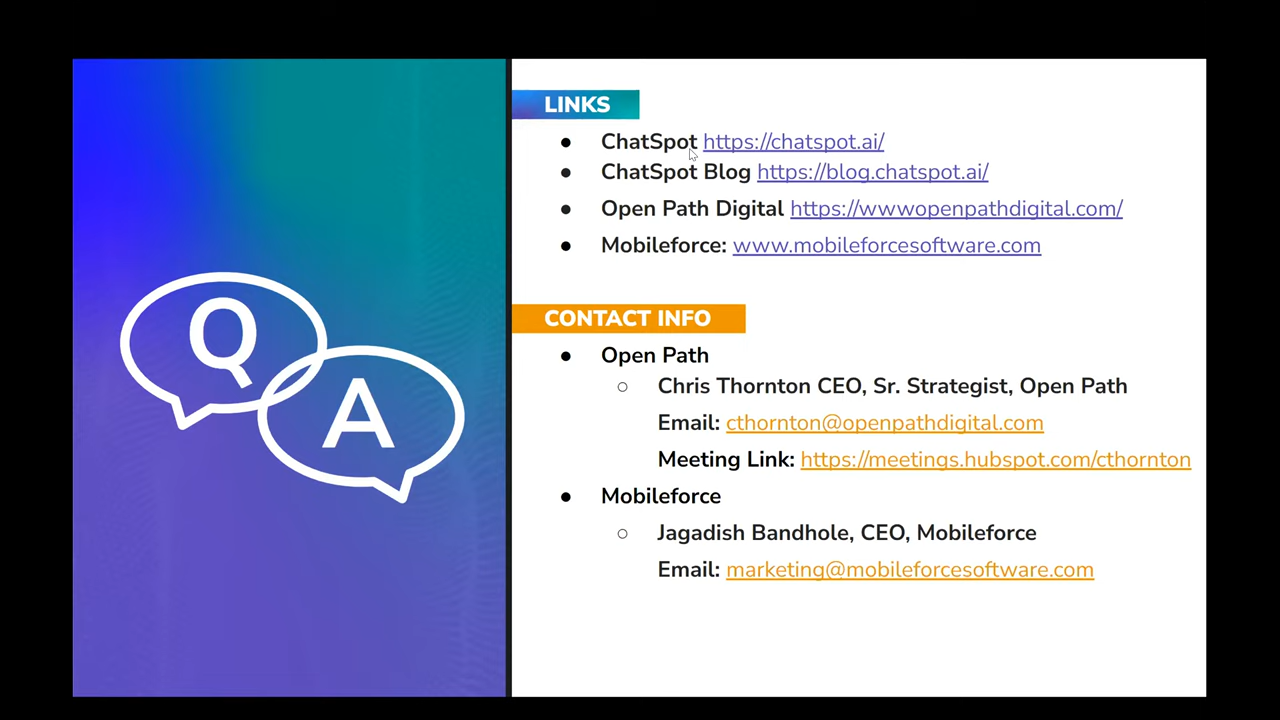 Q
A
LINKS
● ChatSpot https://chatspot.ai/
● ChatSpot Blog https://blog.chatspot.ai/
● Open Path Digital https://wwwopenpathdigital.com/
● Mobileforce: www.mobileforcesoftware.com
CONTACT INFO
● Open Path
○ Chris Thornton CEO, Sr. Strategist, Open Path
Email: cthornton@openpathdigital.com
Meeting Link: https://meetings.hubspot.com/cthornton
● Mobileforce
○ Jagadish Bandhole, CEO, Mobileforce
Email: marketing@mobileforcesoftware.com